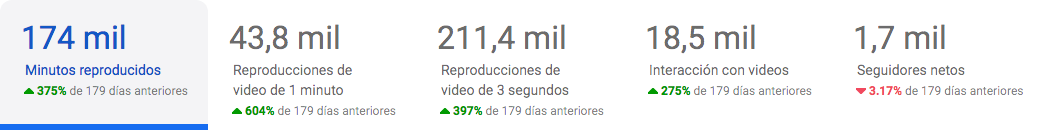 174 mil
Minutos reproducidos
375% de 179 días anteriores
43,8 mil
Reproducciones de
video de 1 minuto
604% de 179 días anteriores
211,4 mil
Reproducciones de
video de 3 segundos
397% de 179 días anteriores
18,5 mil
Interacción con videos
275% de 179 días anteriores
1,7 mil
Seguidores netos
3.17% de 179 días anteriores